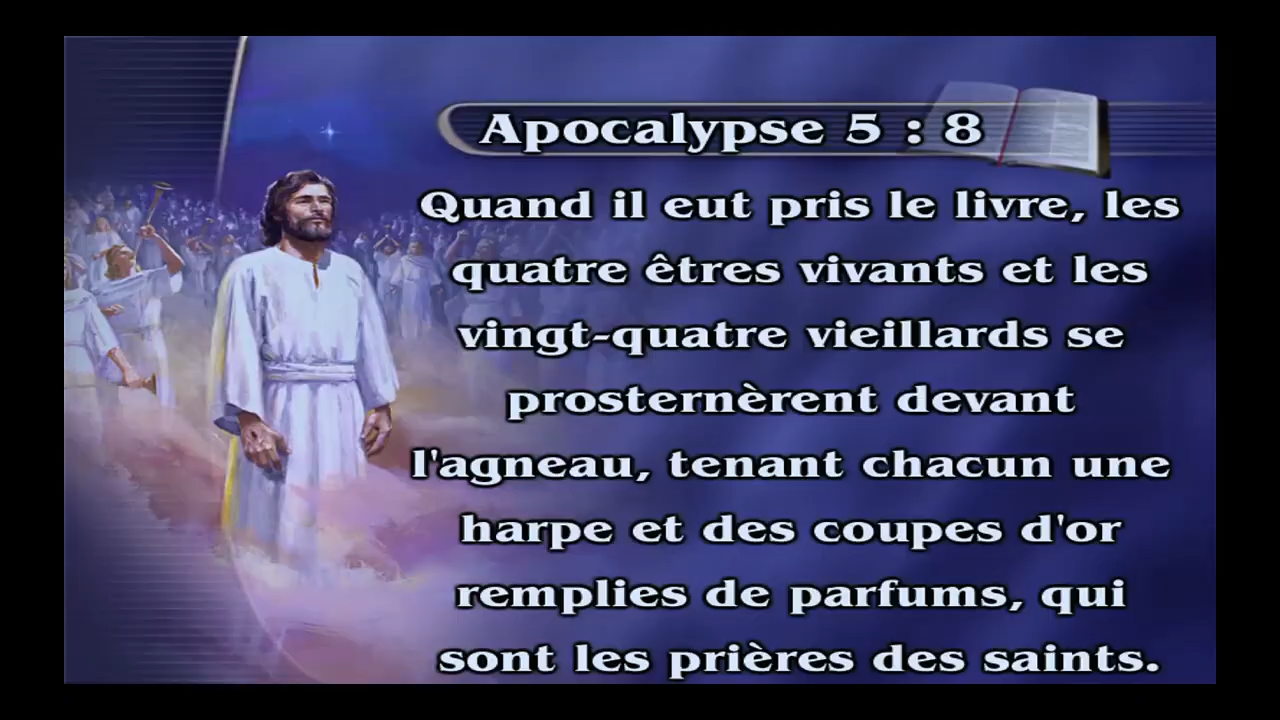 Apocalypse 5 : 8
Quand il eut pris le livre, les
quatre êtres vivants et les
vingt-quatre vieillards se
prosternèrent devant
l'agneau, tenant chacun une
harpe et des coupes d'or
remplies de parfums, qui
sont les prières des saints.